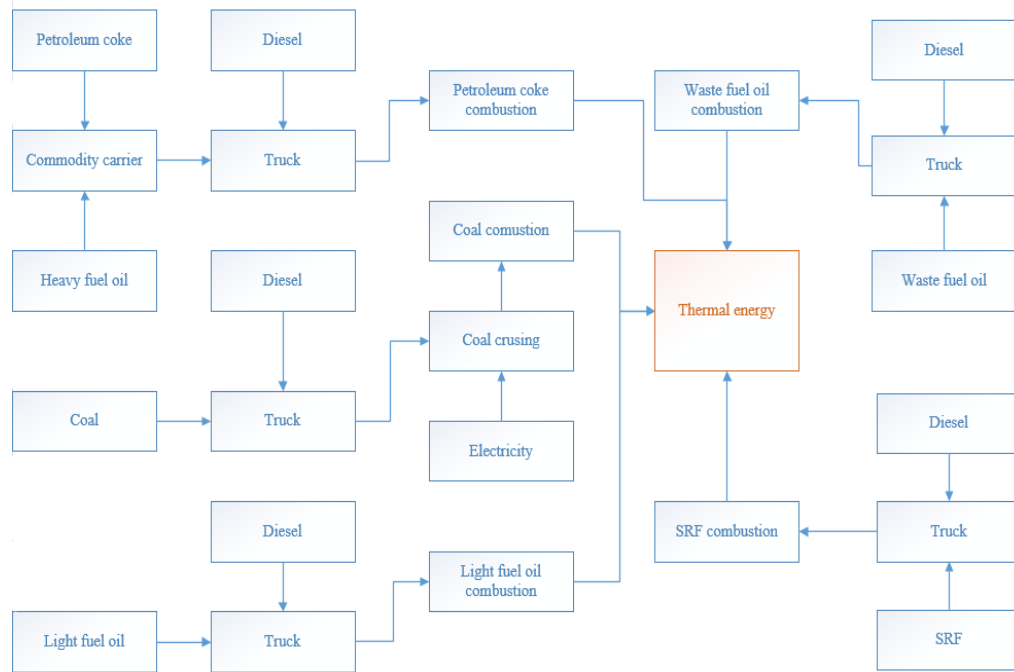 Petroleum coke
Diesel
Diesel
Petroleum coke
combustion
Waste fuel oil
combustion
Commodity carrier
Truck
Truck
Coal comustion
Heavy fuel oil
Diesel
Waste fuel oil
Thermal energy
Coal crusing
Coal
Truck
Diesel
Electricity
Diesel
SRF combustion
Truck
Light fuel oil
combustion
Light fuel oil
Truck
SRF